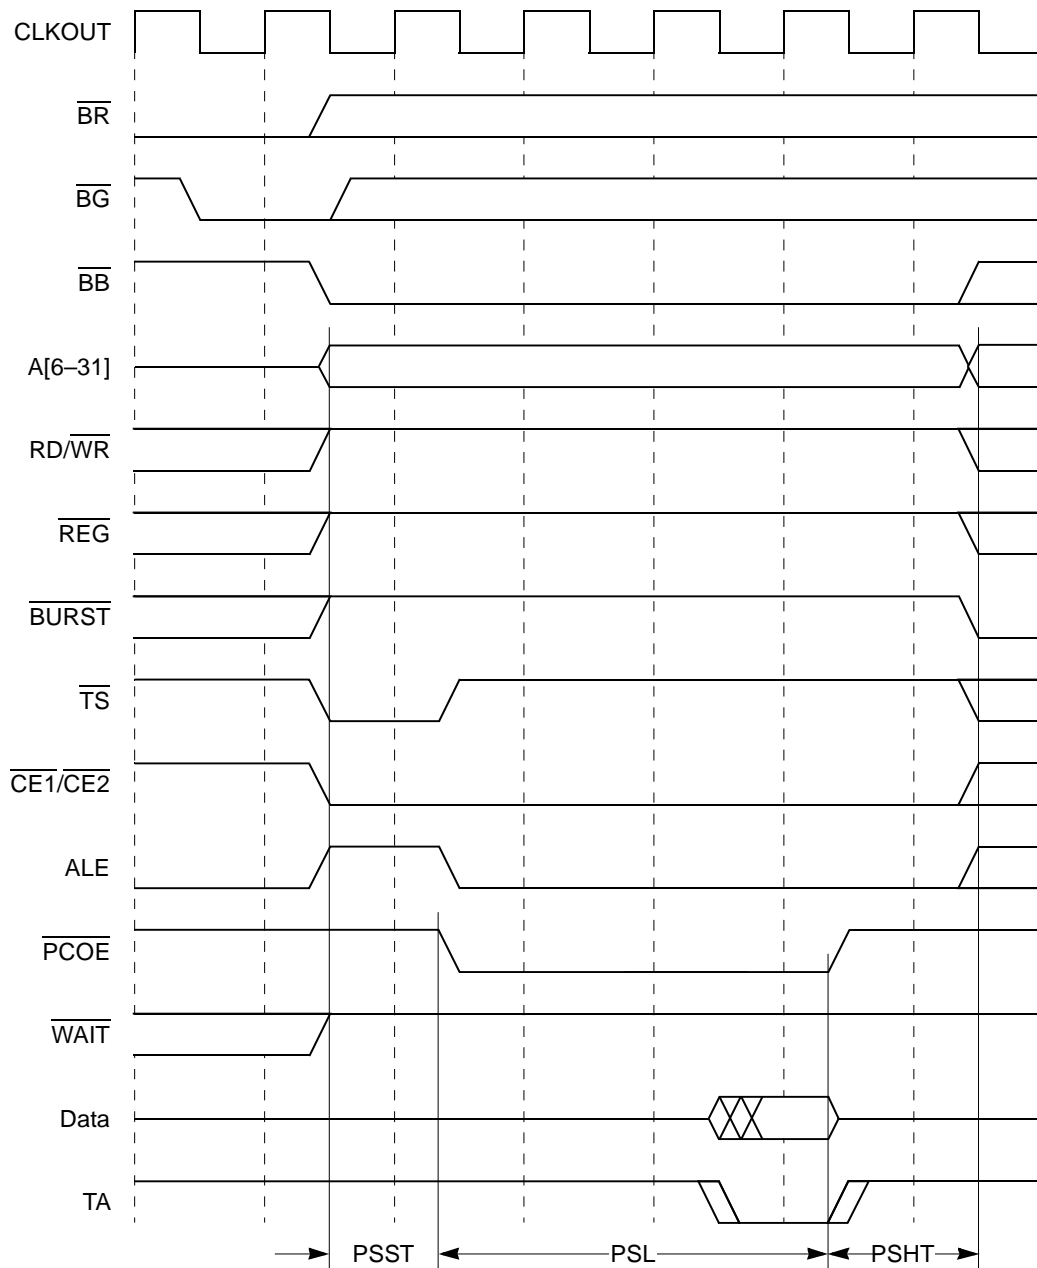 CLKOUT
BR
BG
BB
A[6–31]
RD/WR
REG
BURST
TS
CE1/CE2
ALE
PCOE
WAIT
Data
TA
PSST PSL PSHT